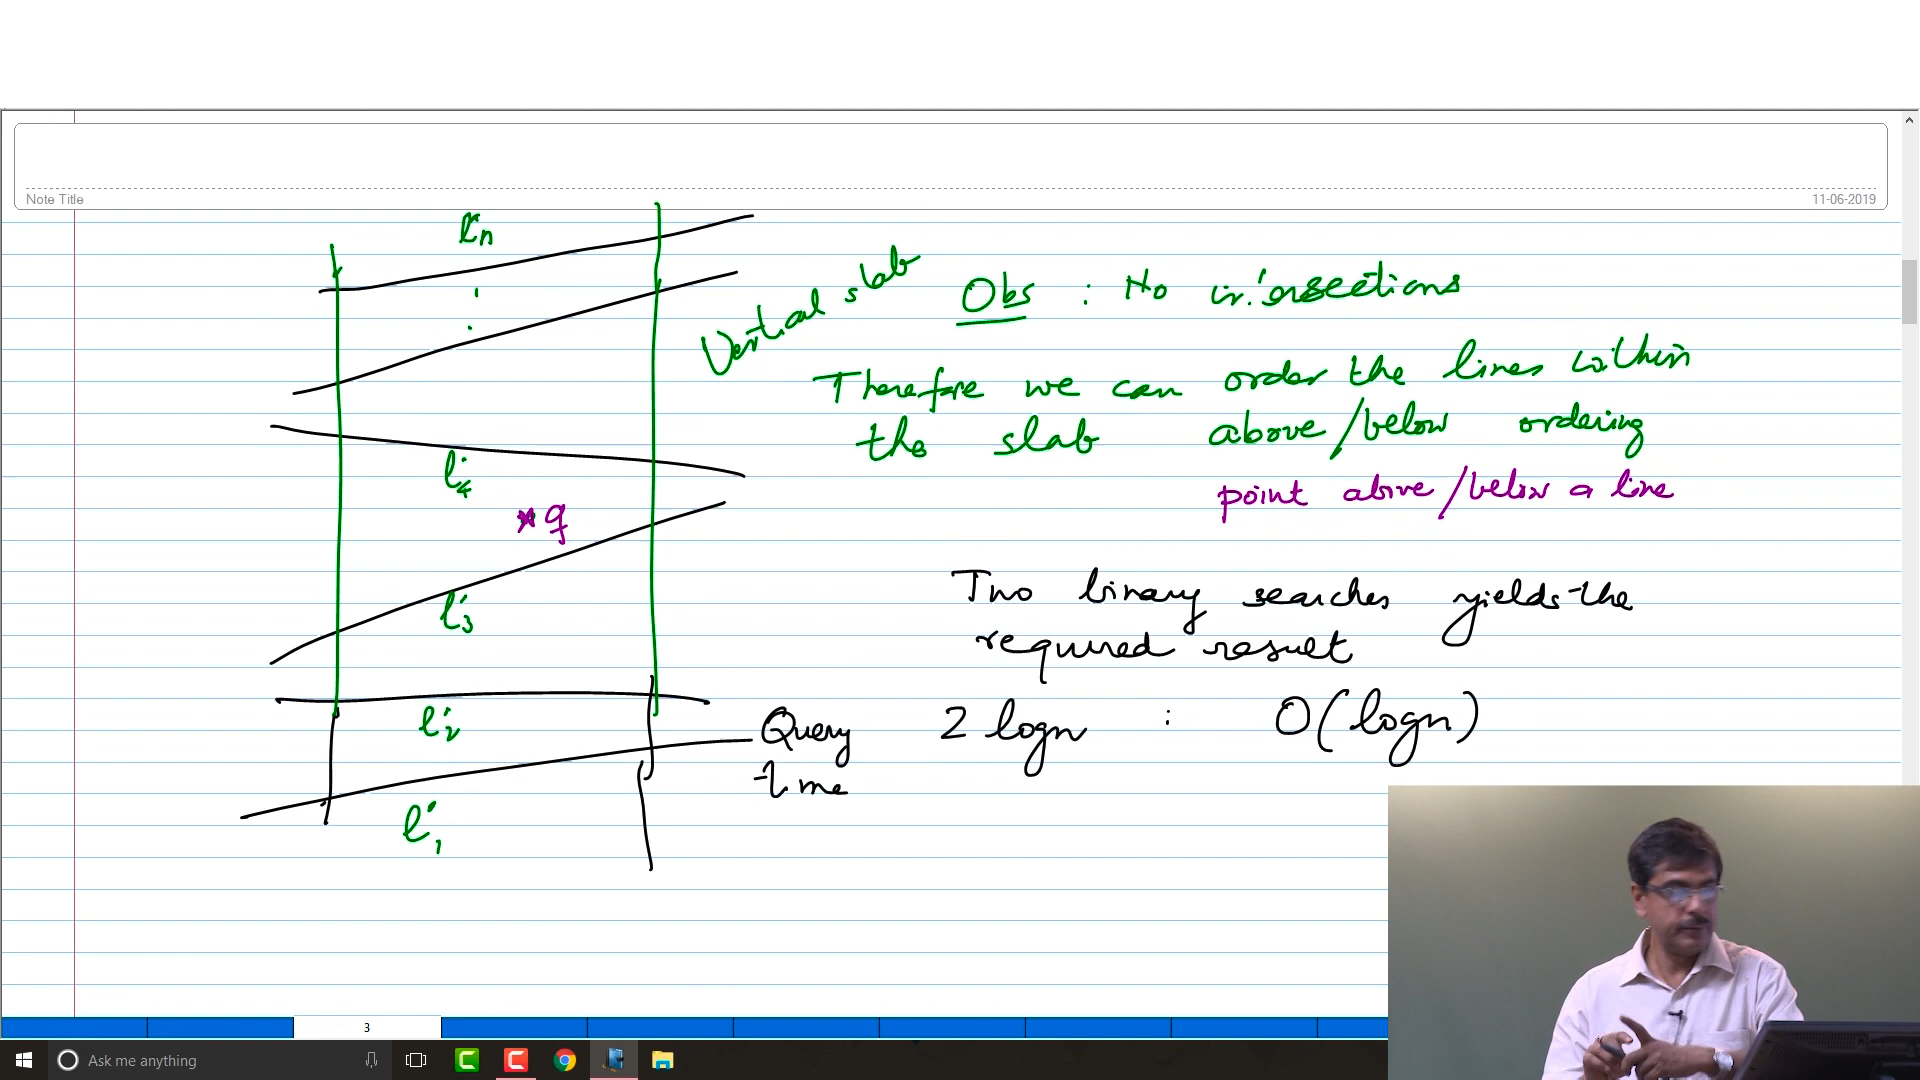 Note Title
11-06-2019
ln
Vertical slab
Obs : No intersections
Therefore we can order the lines within
the slab above/below ordering
point above/below a line
l4
* q
l3
Two binary searches yields the
required result
l2
Query time 2 logn : O(logn)
l1
3
Ask me anything